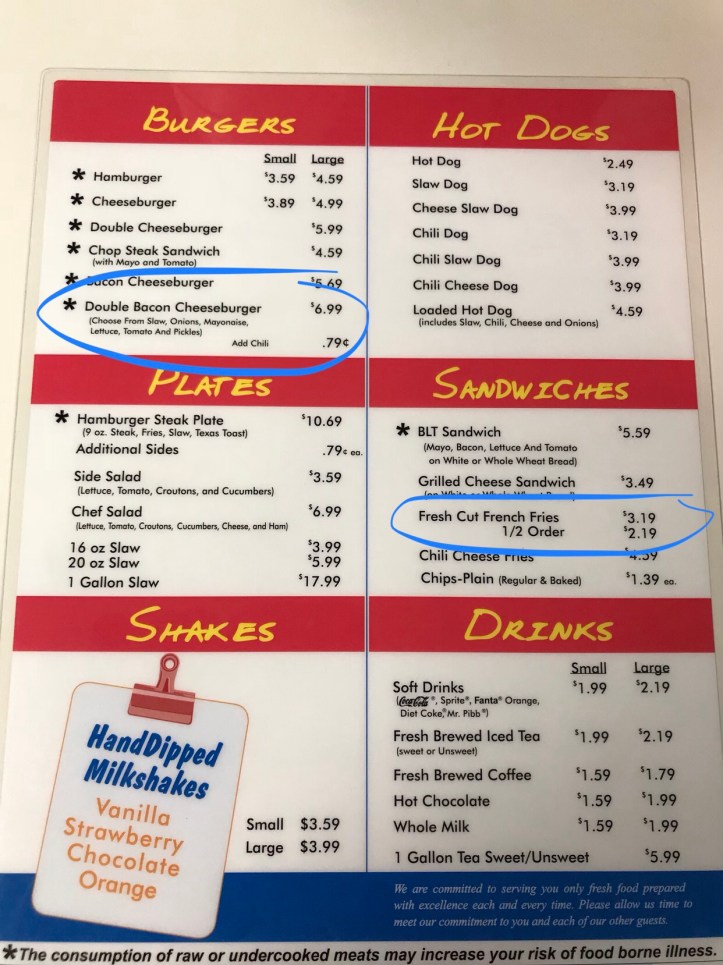 BURGERS
Small Large
* Hamburger $3.59 $4.59
* Cheeseburger $3.89 $4.99
* Double Cheeseburger $5.99
* Chop Steak Sandwich $4.59
(with Mayo and Tomato)
* Bacon Cheeseburger $5.69
* Double Bacon Cheeseburger $6.99
(Choose From Slaw, Onions, Mayonaise,
Lettuce, Tomato And Pickles)
Add Chili .79¢
HOT DOGS
Hot Dog $2.49
Slaw Dog $3.19
Cheese Slaw Dog $3.99
Chili Dog $3.19
Chili Slaw Dog $3.99
Chili Cheese Dog $3.99
Loaded Hot Dog $4.59
(includes Slaw, Chili, Cheese and Onions)
PLATES
* Hamburger Steak Plate $10.69
(9 oz. Steak, Fries, Slaw, Texas Toast)
Additional Sides .79¢ ea.
Side Salad $3.59
(Lettuce, Tomato, Croutons, and Cucumbers)
Chef Salad $6.99
(Lettuce, Tomato, Croutons, Cucumbers, Cheese, and Ham)
16 oz Slaw $3.99
20 oz Slaw $5.99
1 Gallon Slaw $17.99
SANDWICHES
* BLT Sandwich $5.59
(Mayo, Bacon, Lettuce And Tomato
on White or Whole Wheat Bread)
Grilled Cheese Sandwich $3.49
(on White or Whole Wheat Bread)
Fresh Cut French Fries $3.19
1/2 Order $2.19
Chili Cheese Fries $4.59
Chips-Plain (Regular & Baked) $1.39 ea.
SHAKES
HandDipped
Milkshakes
Vanilla
Strawberry
Chocolate
Orange
Small $3.59
Large $3.99
DRINKS
Small Large
Soft Drinks $1.99 $2.19
(Coca-Cola®, Sprite®, Fanta® Orange,
Diet Coke,® Mr. Pibb®)
Fresh Brewed Iced Tea $1.99 $2.19
(sweet or Unsweet)
Fresh Brewed Coffee $1.59 $1.79
Hot Chocolate $1.59 $1.99
Whole Milk $1.59 $1.99
1 Gallon Tea Sweet/Unsweet $5.99
We are committed to serving you only fresh food prepared
with excellence each and every time. Please allow us time to
meet our commitment to you and each of our other guests.
*The consumption of raw or undercooked meats may increase your risk of food borne illness.